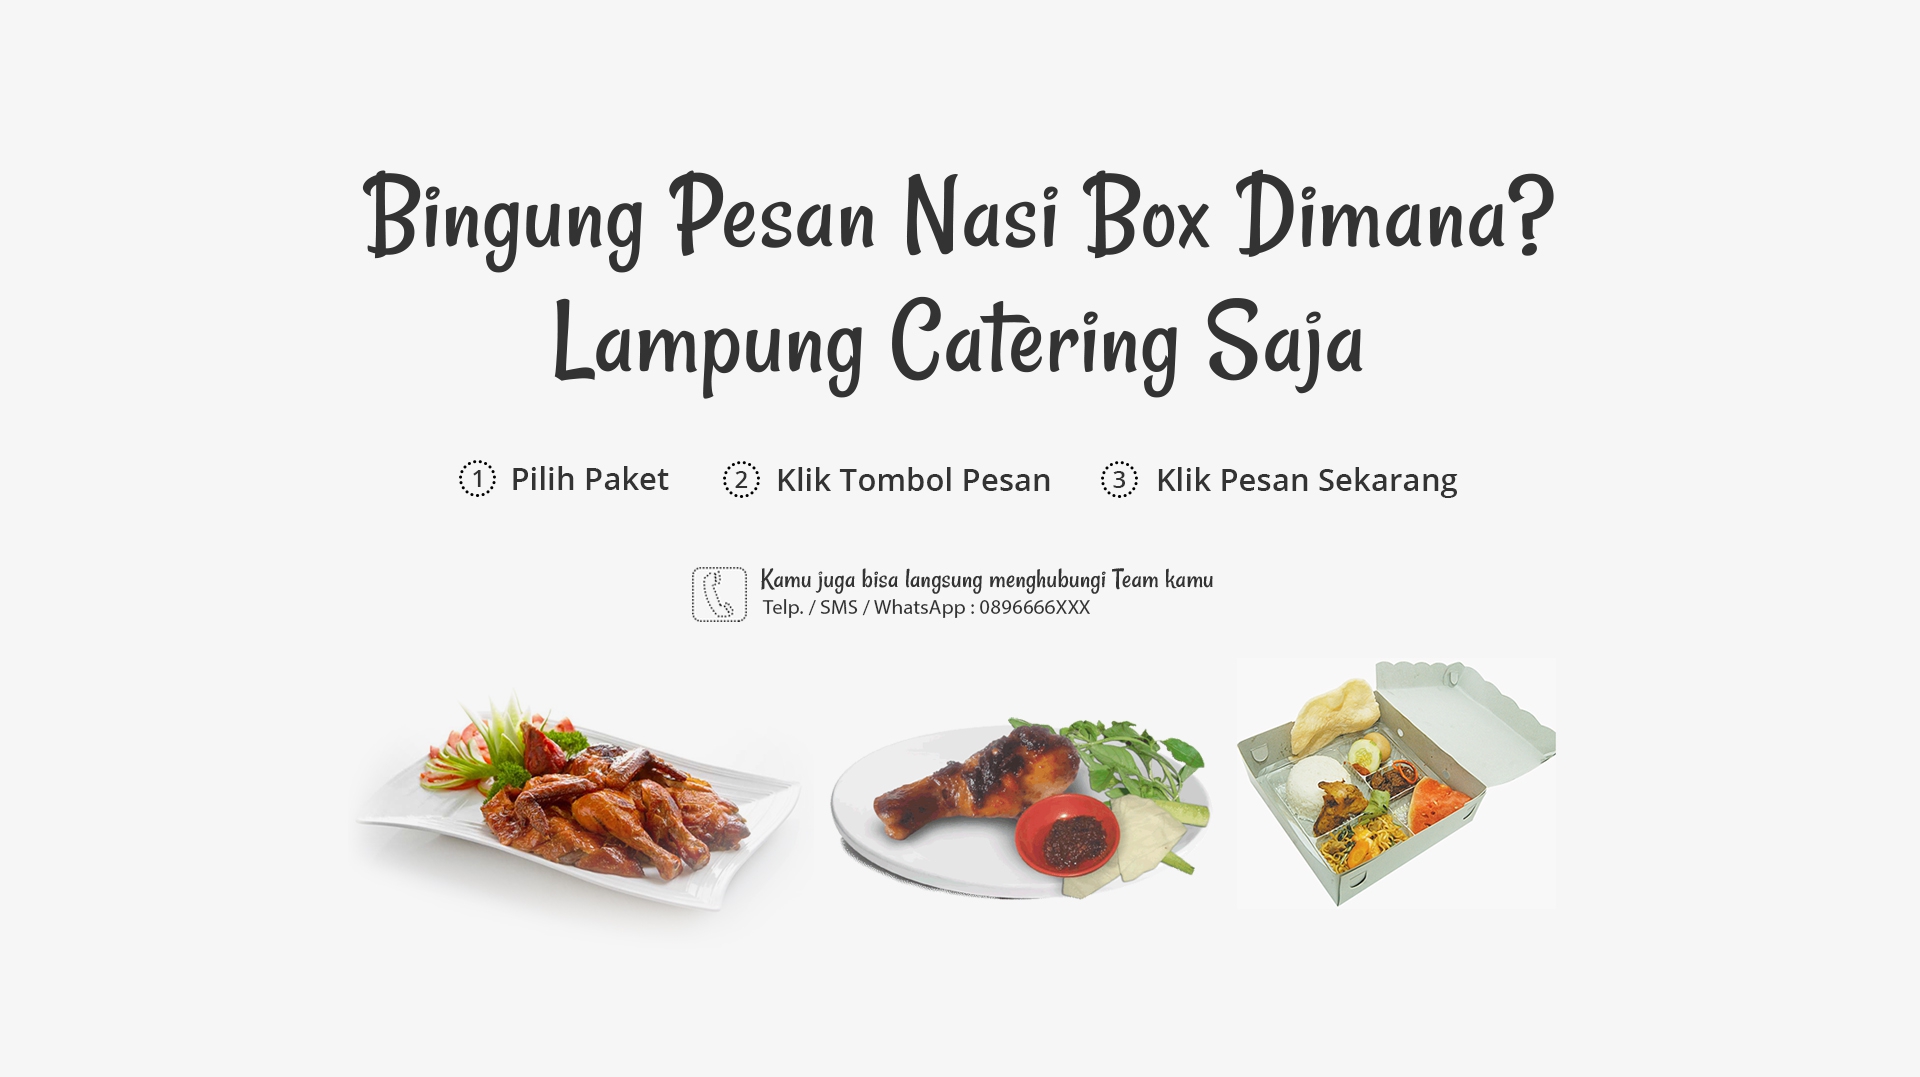 Bingung Pesan Nasi Box Dimana?
Lampung Catering Saja
1 Pilih Paket 2 Klik Tombol Pesan 3 Klik Pesan Sekarang
Kamu juga bisa langsung menghubungi Team kamu
Telp. / SMS / WhatsApp : 0896666XXX